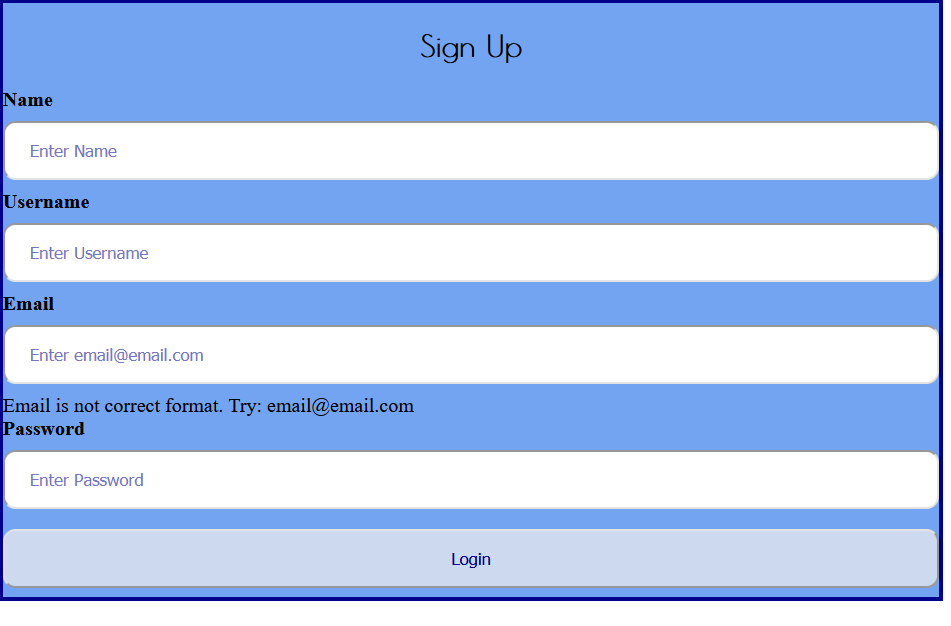 Sign Up
Name
Enter Name
Username
Enter Username
Email
Enter email@email.com
Email is not correct format. Try: email@email.com
Password
Enter Password
Login